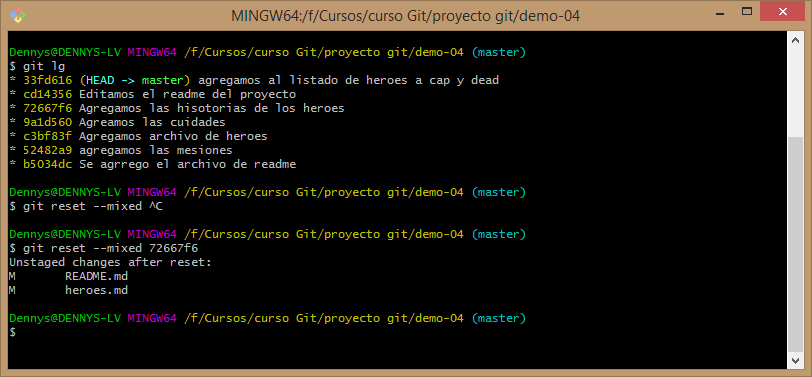 MINGW64:/f/Cursos/curso Git/proyecto git/demo-04
Dennys@DENNYS-LV MINGW64 /f/Cursos/curso Git/proyecto git/demo-04 (master)
$ git lg
* 33fd616 (HEAD -> master) agregamos al listado de heroes a cap y dead
* cd14356 Editamos el readme del proyecto
* 72667f6 Agregamos las hisotorias de los heroes
* 9a1d560 Agreamos las cuidades
* c3bf83f Agregamos archivo de heroes
* 52482a9 agregamos las mesiones
* b5034dc Se agrrego el archivo de readme
Dennys@DENNYS-LV MINGW64 /f/Cursos/curso Git/proyecto git/demo-04 (master)
$ git reset --mixed ^C
Dennys@DENNYS-LV MINGW64 /f/Cursos/curso Git/proyecto git/demo-04 (master)
$ git reset --mixed 72667f6
Unstaged changes after reset:
M       README.md
M       heroes.md
Dennys@DENNYS-LV MINGW64 /f/Cursos/curso Git/proyecto git/demo-04 (master)
$